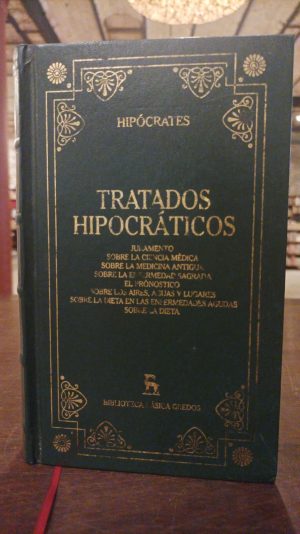 HIPÓCRATES
TRATADOS
HIPOCRÁTICOS
JURAMENTO
SOBRE LA CIENCIA MÉDICA
SOBRE LA MEDICINA ANTIGUA
SOBRE LA ENFERMEDAD SAGRADA
EL PRONÓSTICO
SOBRE LOS AIRES, AGUAS Y LUGARES
SOBRE LA DIETA EN LAS ENFERMEDADES AGUDAS
SOBRE LA DIETA
BIBLIOTECA BÁSICA GREDOS